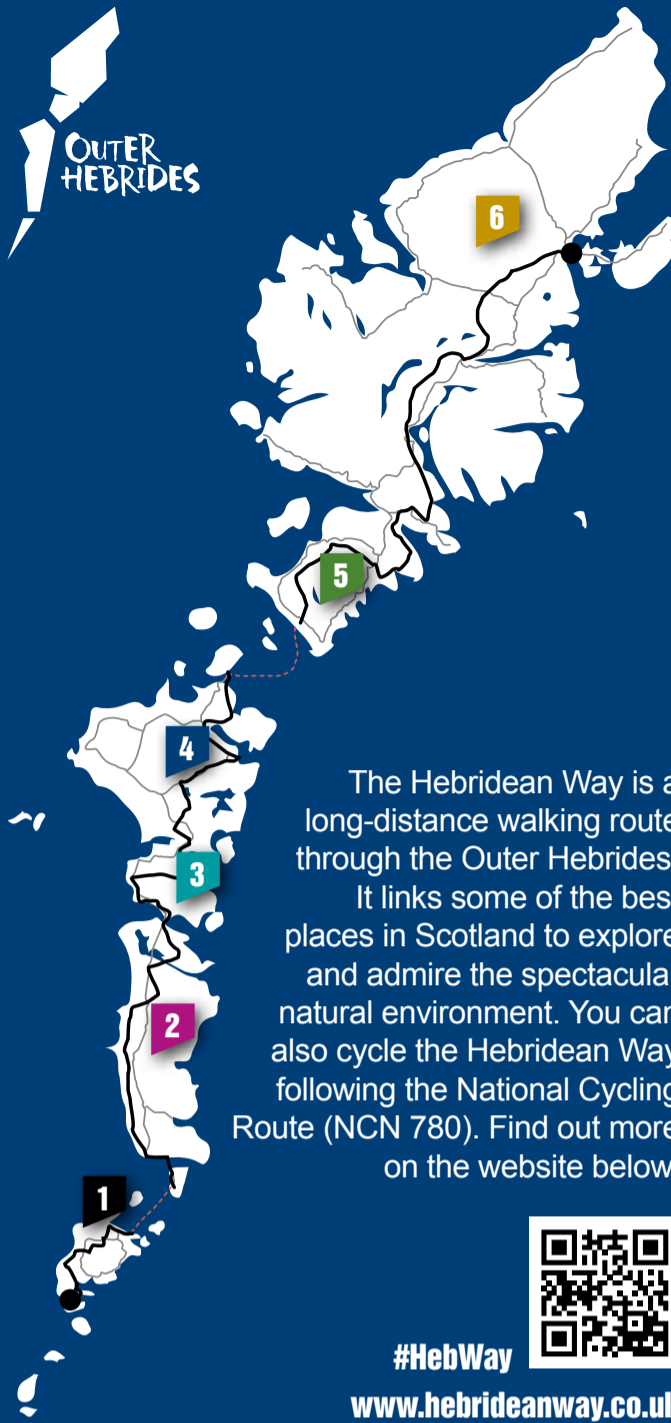 OUTER
HEBRIDES
6
5
4
3
2
1
The Hebridean Way is a
long-distance walking route
through the Outer Hebrides.
It links some of the bes
places in Scotland to explore
and admire the spectacula
natural environment. You can
also cycle the Hebridean Way
following the National Cycling
Route (NCN 780). Find out more
on the website below
#HebWay
www.hebrideanway.co.uk